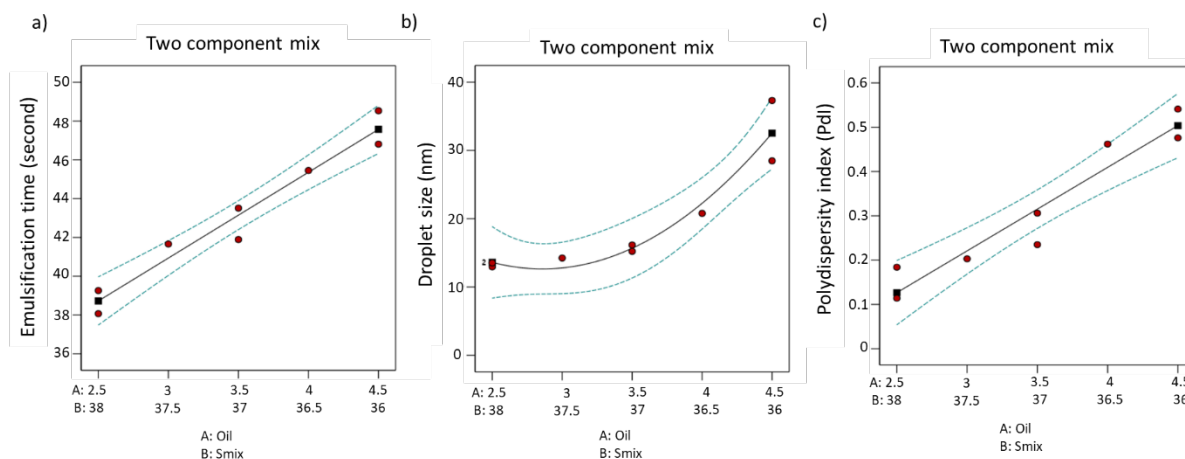 a)
Two component mix
Emulsification time (second)
50
48
46
44
42
40
38
36
A: 2.5 3 3.5 4 4.5
B: 38 37.5 37 36.5 36
A: Oil
B: Smix
b)
Two component mix
Droplet size (nm)
40
30
20
10
0
2
A: 2.5 3 3.5 4 4.5
B: 38 37.5 37 36.5 36
A: Oil
B: Smix
c)
Two component mix
Polydispersity index (PdI)
0.6
0.5
0.4
0.3
0.2
0.1
0
A: 2.5 3 3.5 4 4.5
B: 38 37.5 37 36.5 36
A: Oil
B: Smix